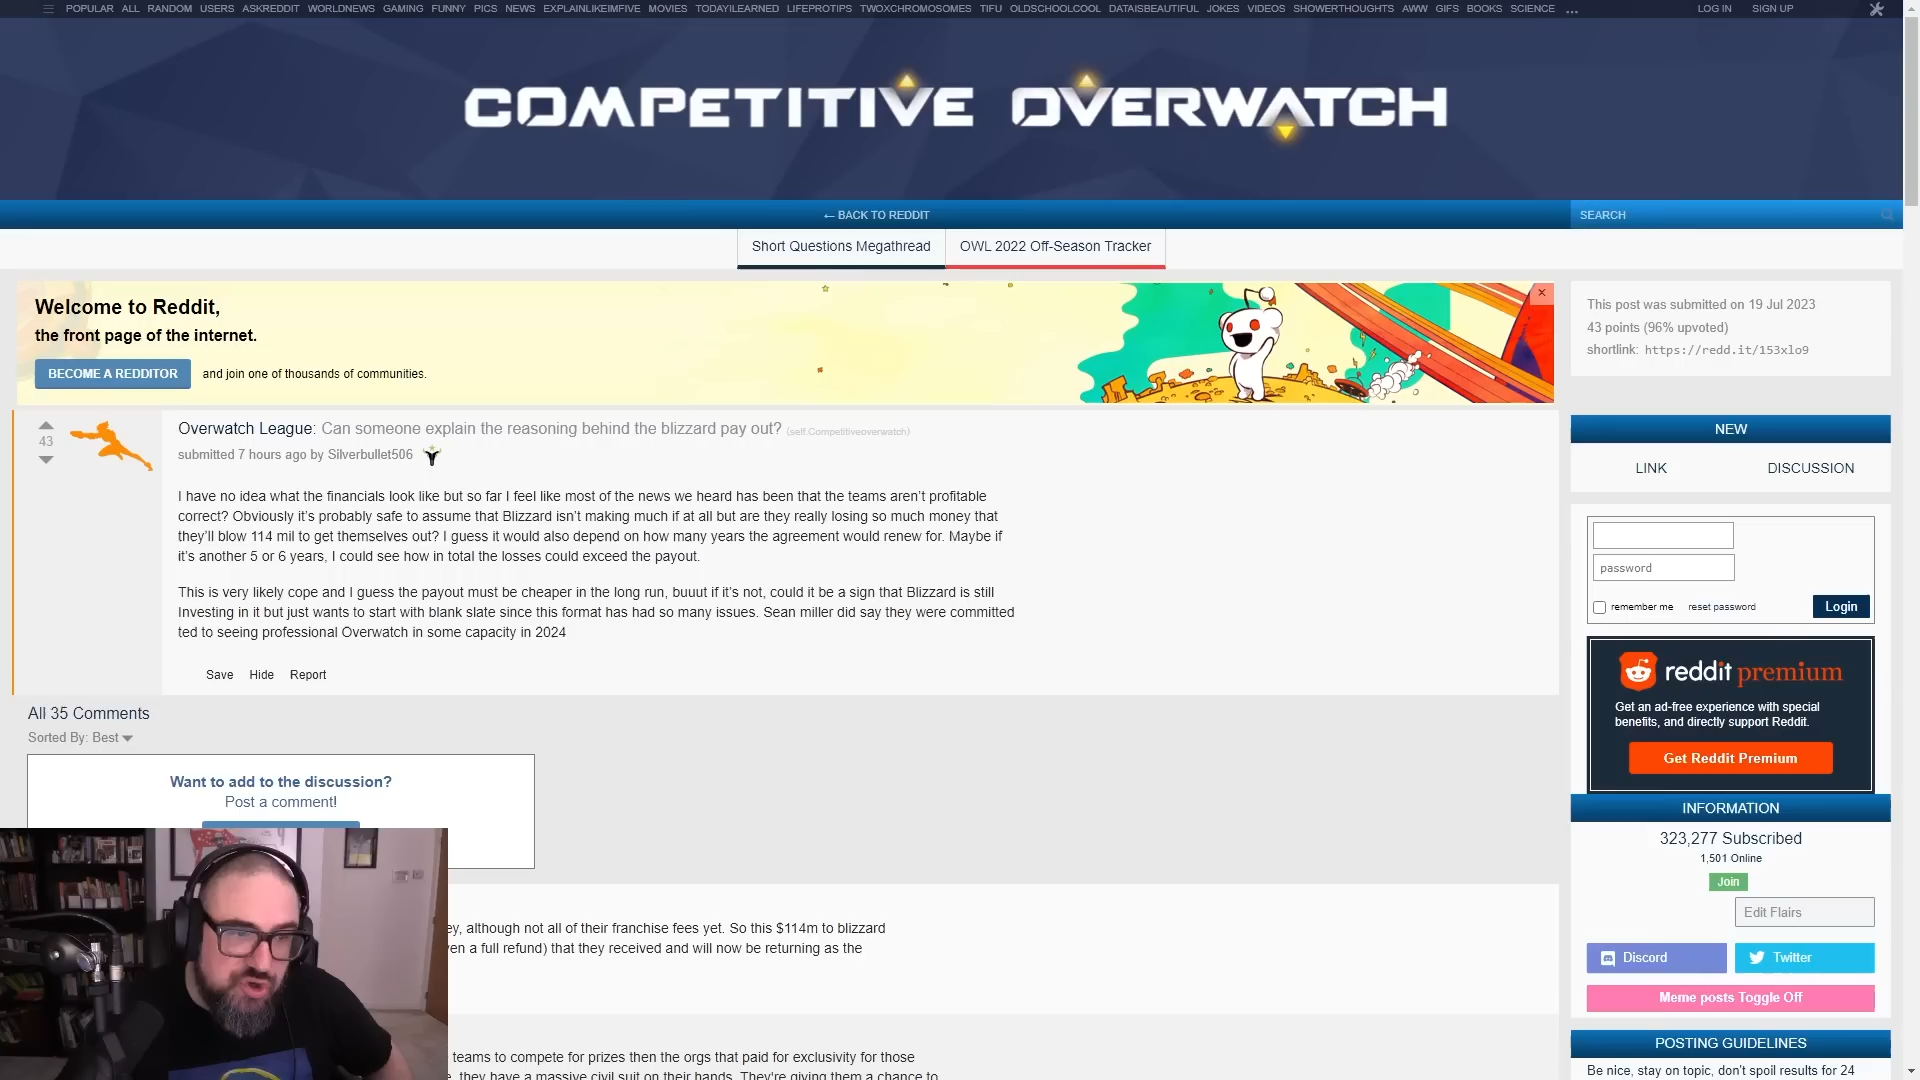 POPULAR ALL RANDOM USERS ASKREDDIT WORLDNEWS GAMING FUNNY PICS NEWS EXPLAINLIKEIMFIVE MOVIES TODAYILEARNED LIFEPROTIPS TWOXCHROMOSOMES TIFU OLDSCHOOLCOOL DATAISBEAUTIFUL JOKES VIDEOS SHOWERTHOUGHTS AWW GIFS BOOKS SCIENCE ... LOG IN SIGN UP
COMPETITIVE OVERWATCH
← BACK TO REDDIT
SEARCH
Short Questions Megathread OWL 2022 Off-Season Tracker
Welcome to Reddit,
the front page of the internet.
BECOME A REDDITOR and join one of thousands of communities.
43
Overwatch League: Can someone explain the reasoning behind the blizzard pay out? (self.Competitiveoverwatch)
submitted 7 hours ago by Silverbullet506
I have no idea what the financials look like but so far I feel like most of the news we heard has been that the teams aren't profitable
correct? Obviously it's probably safe to assume that Blizzard isn't making much if at all but are they really losing so much money that
they'll blow 114 mil to get themselves out? I guess it would also depend on how many years the agreement would renew for. Maybe if
it's another 5 or 6 years, I could see how in total the losses could exceed the payout.
This is very likely cope and I guess the payout must be cheaper in the long run, buuut if it's not, could it be a sign that Blizzard is still
Investing in it but just wants to start with blank slate since this format has had so many issues. Sean miller did say they were committed
ted to seeing professional Overwatch in some capacity in 2024
Save Hide Report
All 35 Comments
Sorted By: Best
Want to add to the discussion?
Post a comment!
ey, although not all of their franchise fees yet. So this $114m to blizzard
ven a full refund) that they received and will now be returning as the
teams to compete for prizes then the orgs that paid for exclusivity for those
e, they have a massive civil suit on their hands. They're giving them a chance to
This post was submitted on 19 Jul 2023
43 points (96% upvoted)
shortlink: https://redd.it/153xlo9
NEW
LINK DISCUSSION
password
remember me reset password Login
reddit premium
Get an ad-free experience with special
benefits, and directly support Reddit.
Get Reddit Premium
INFORMATION
323,277 Subscribed
1,501 Online
Join
Edit Flairs
Discord Twitter
Meme posts Toggle Off
POSTING GUIDELINES
Be nice, stay on topic, don't spoil results for 24